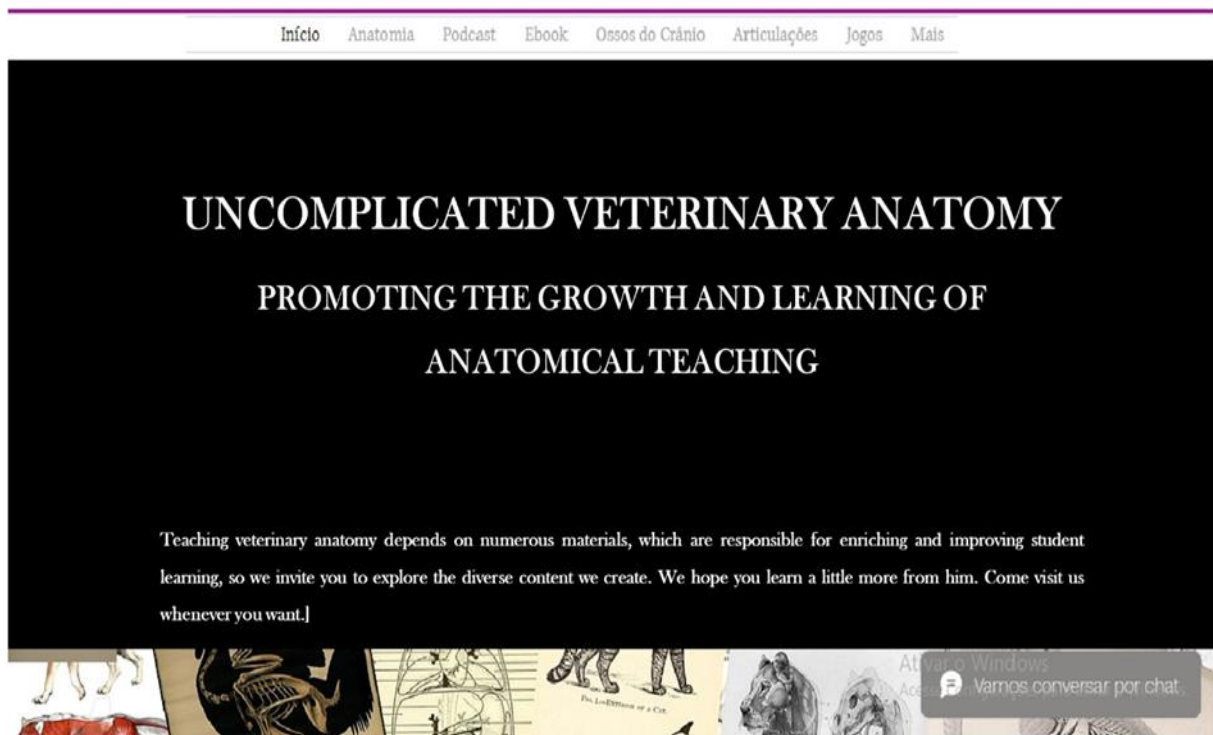 Início Anatomia Podcast Ebook Ossos do Crânio Articulações Jogos Mais
UNCOMPLICATED VETERINARY ANATOMY
PROMOTING THE GROWTH AND LEARNING OF
ANATOMICAL TEACHING
Teaching veterinary anatomy depends on numerous materials, which are responsible for enriching and improving student
learning, so we invite you to explore the diverse content we create. We hope you learn a little more from him. Come visit us
whenever you want.]
Ativar o Windows
Vamos conversar por chat